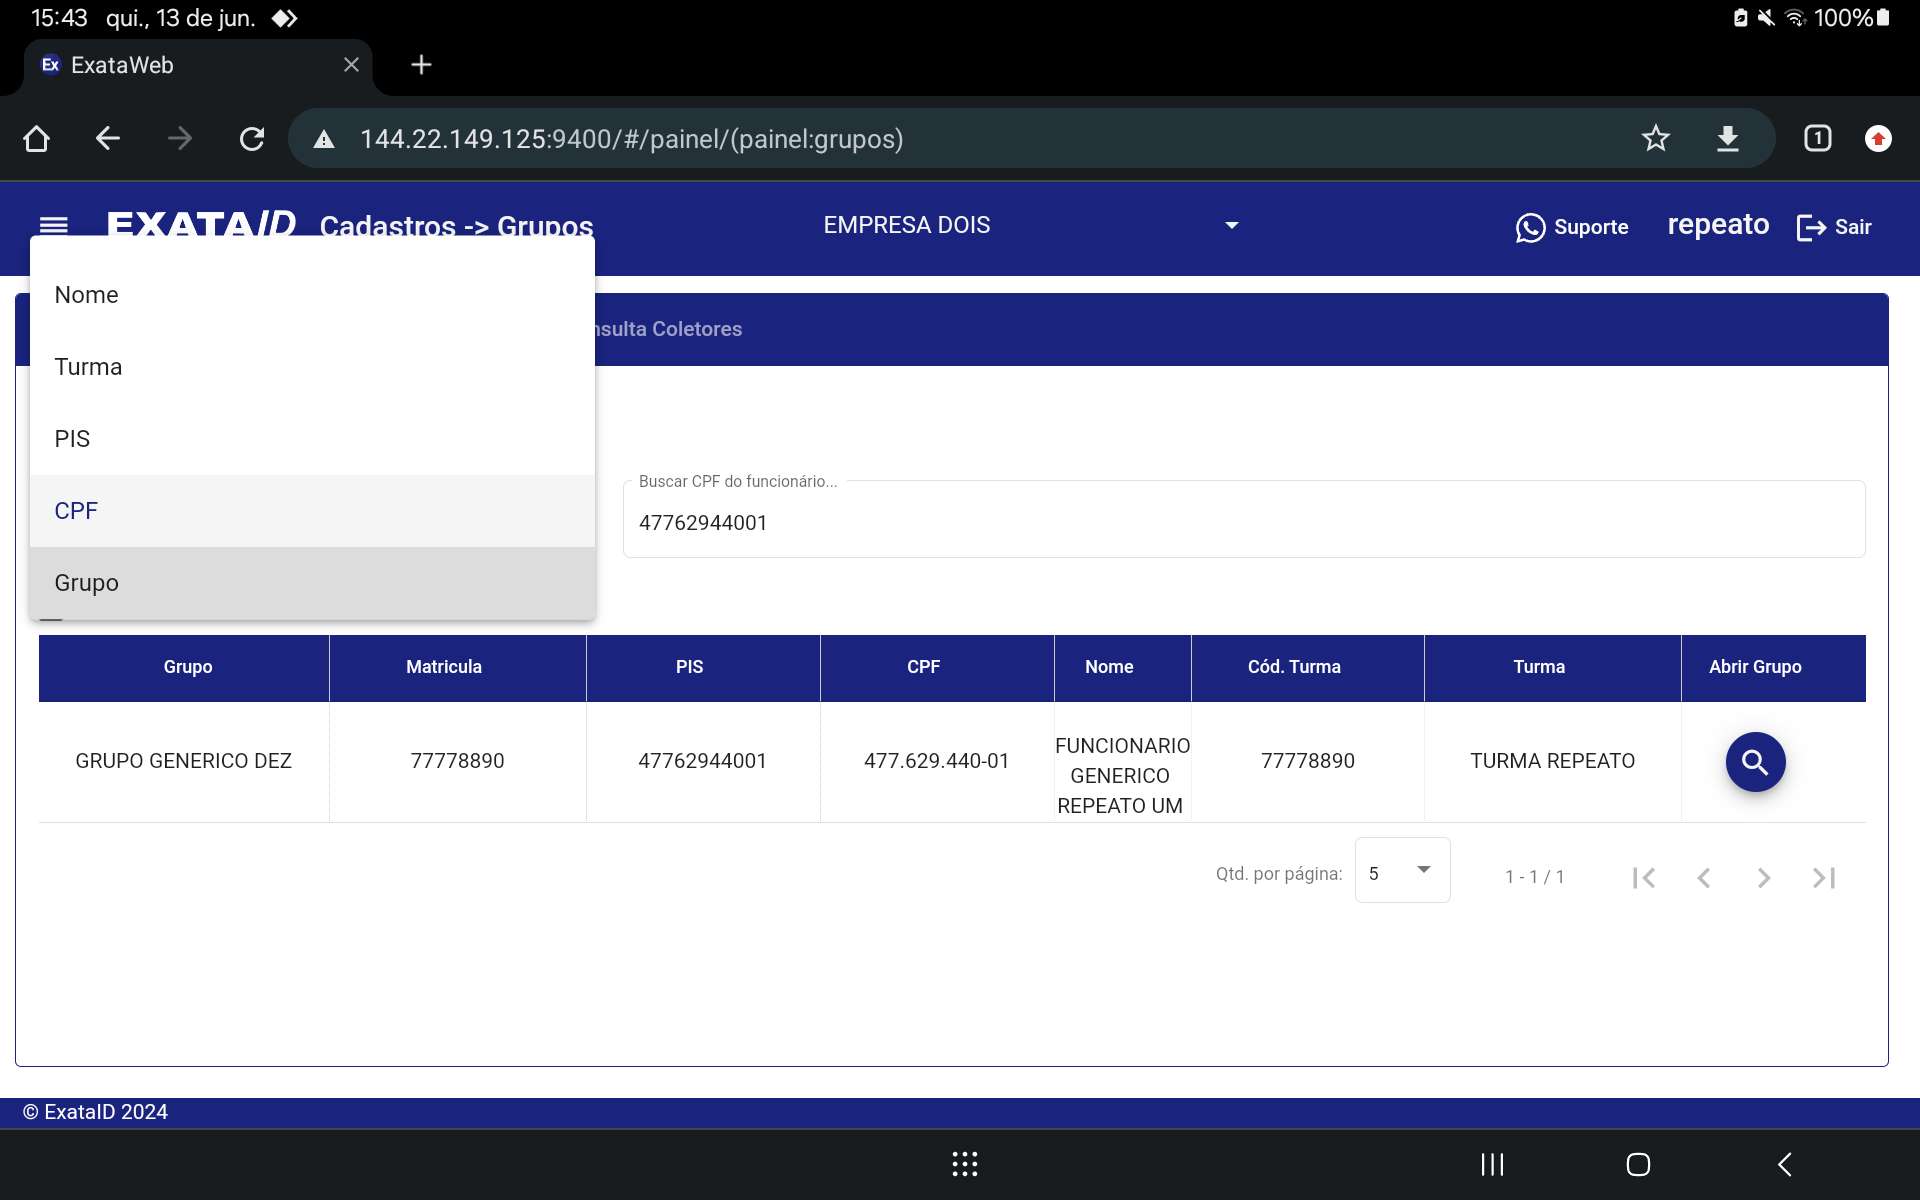 15:43 qui., 13 de jun.
100%
Ex ExataWeb
144.22.149.125:9400/#/painel/(painel:grupos)
1
EXATAID Cadastros -> Grupos
EMPRESA DOIS
Suporte
repeato
Sair
nsulta Coletores
Nome
Turma
PIS
CPF
Grupo
Buscar CPF do funcionário...
47762944001
Grupo Matricula PIS CPF Nome Cód. Turma Turma Abrir Grupo
GRUPO GENERICO DEZ 77778890 47762944001 477.629.440-01 FUNCIONARIO GENERICO REPEATO UM 77778890 TURMA REPEATO
Qtd. por página: 5 1 - 1 / 1
© ExataID 2024